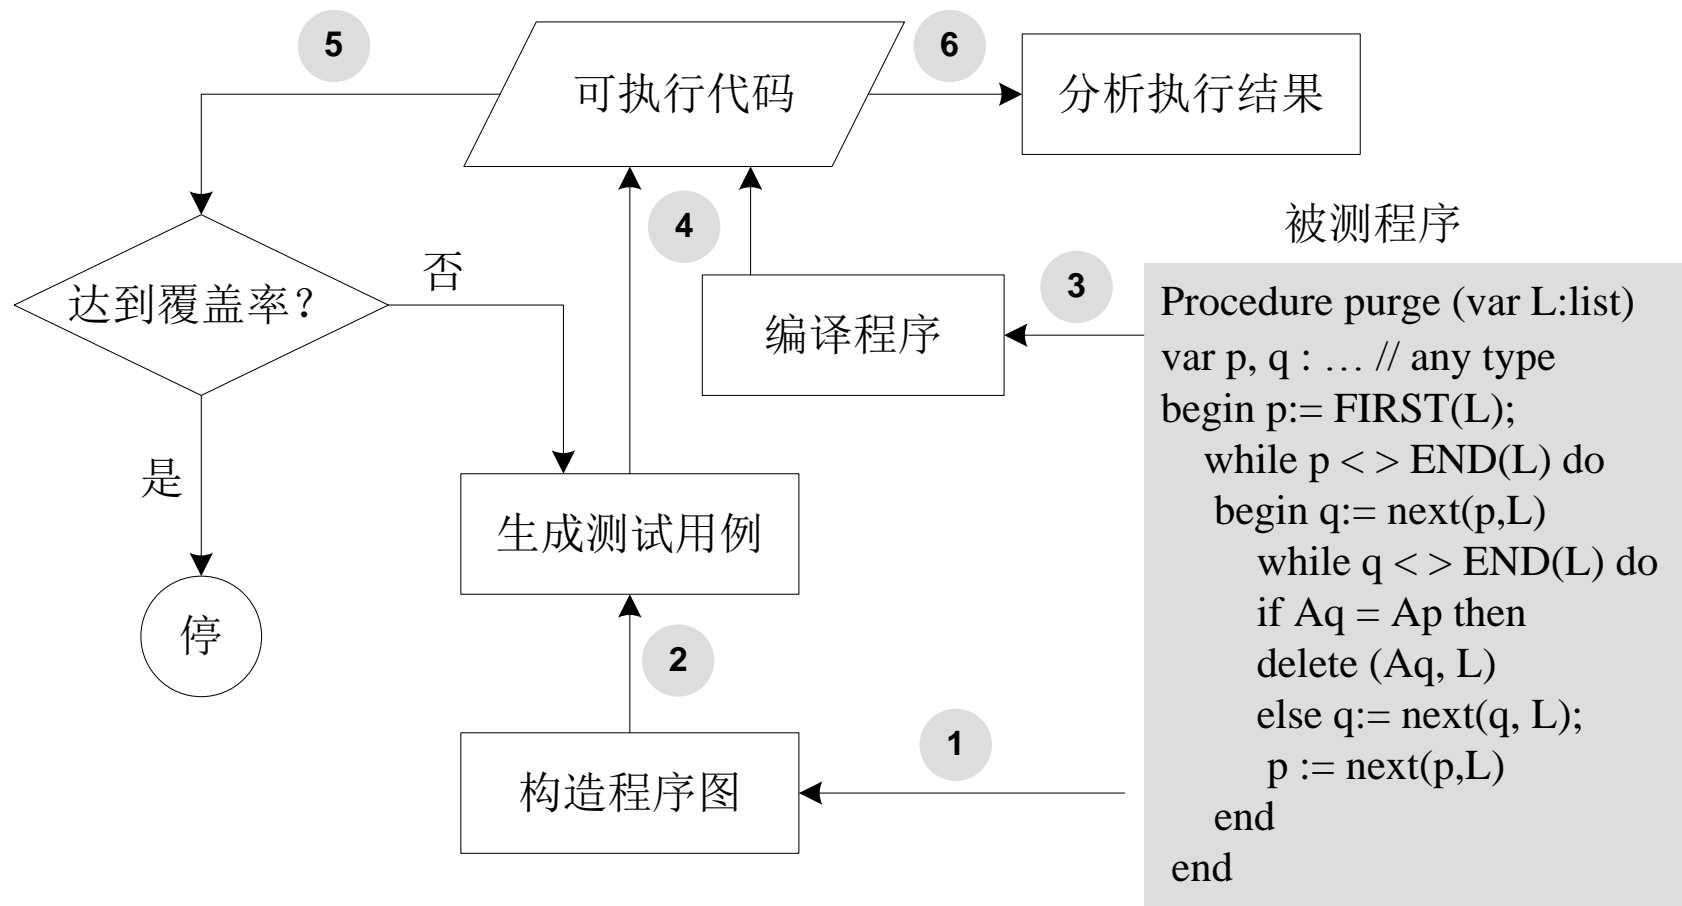 5
可执行代码
6
分析执行结果
4
被测程序
达到覆盖率？
否
编译程序
3
Procedure purge (var L:list)
var p, q : … // any type
begin p:= FIRST(L);
while p < > END(L) do
begin q:= next(p,L)
while q < > END(L) do
if Aq = Ap then
delete (Aq, L)
else q:= next(q, L);
p := next(p,L)
end
end
是
生成测试用例
停
2
构造程序图
1